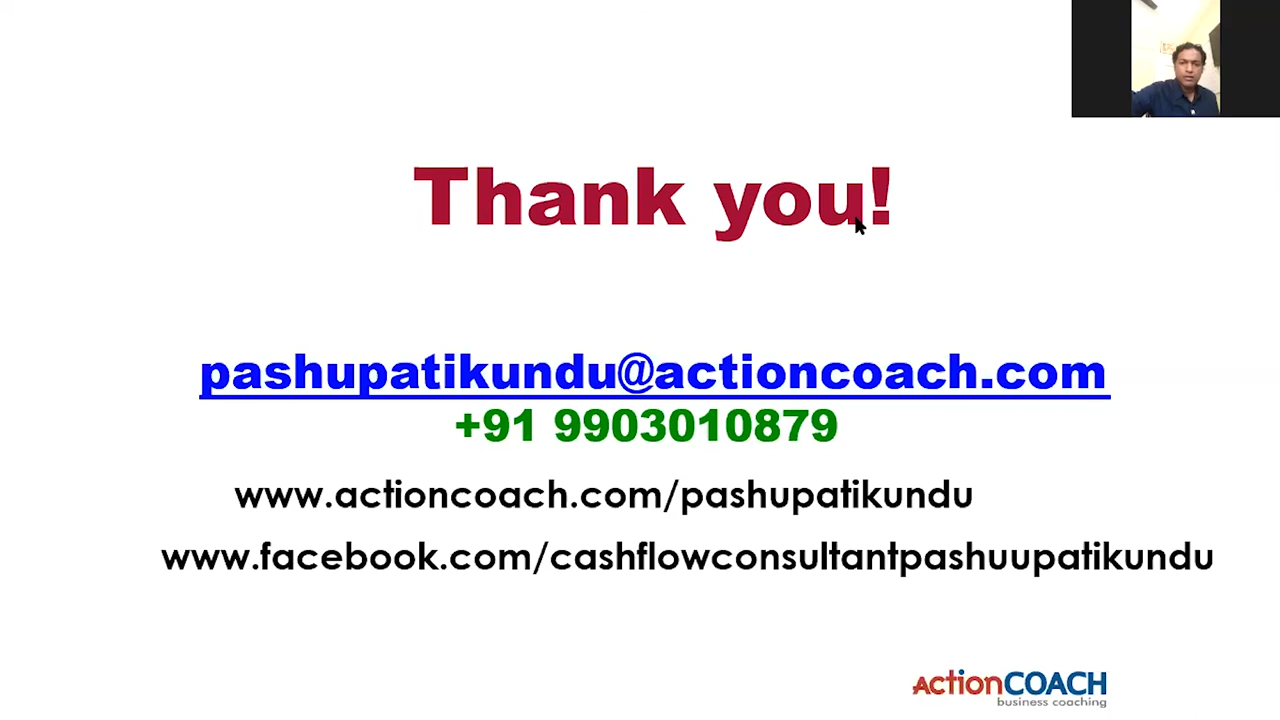 Thank you!
pashupatikundu@actioncoach.com
+91 9903010879
www.actioncoach.com/pashupatikundu
www.facebook.com/cashflowconsultantpashuupatikundu
ActionCOACH
business coaching